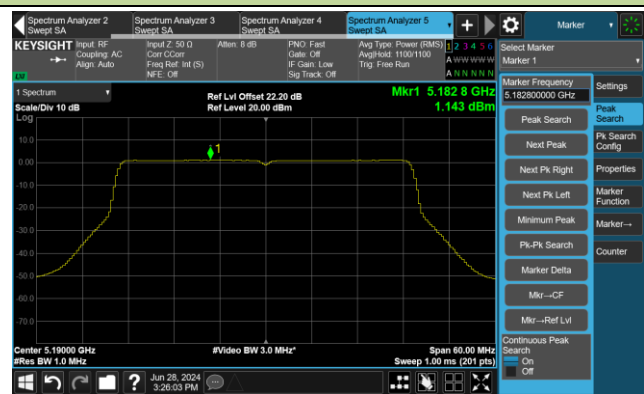 Spectrum Analyzer 2
Swept SA
Spectrum Analyzer 3
Swept SA
Spectrum Analyzer 4
Swept SA
Spectrum Analyzer 5
Swept SA
Marker
KEYSIGHT
Input: RF
Coupling: AC
Align: Auto
Input Z: 50 Ω
Corr CCorr
Freq Ref: Int (S)
NFE: Off
Atten: 8 dB
PNO: Fast
Gate: Off
IF Gain: Low
Sig Track: Off
Avg Type: Power (RMS)
Avg|Hold: 1100/1100
Trig: Free Run
1 2 3 4 5 6
A W W W W W
A N N N N N
LW
Select Marker
Marker 1
1 Spectrum
Scale/Div 10 dB
Log
Ref Lvl Offset 22.20 dB
Ref Level 20.00 dBm
Mkr1 5.182 8 GHz
1.143 dBm
1
10.0
0.00
-10.0
-20.0
-30.0
-40.0
-50.0
-60.0
-70.0
Center 5.19000 GHz
#Res BW 1.0 MHz
#Video BW 3.0 MHz*
Span 60.00 MHz
Sweep 1.00 ms (201 pts)
Marker Frequency
5.182800000 GHz
Peak Search
Next Peak
Next Pk Right
Next Pk Left
Minimum Peak
Pk-Pk Search
Marker Delta
Mkr→CF
Mkr→Ref Lvl
Continuous Peak
Search
On
Off
Settings
Peak
Search
Pk Search
Config
Properties
Marker
Function
Marker→
Counter
?
Jun 28, 2024
3:26:03 PM